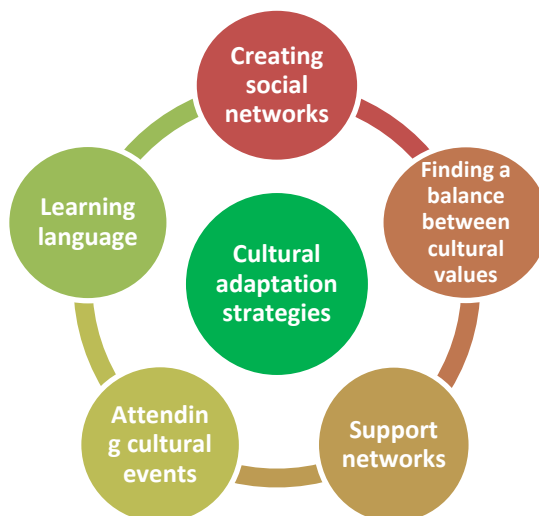 Creating
social
networks
Finding a
balance
between
cultural
values
Support
networks
Attendin
g cultural
events
Learning
language
Cultural
adaptation
strategies